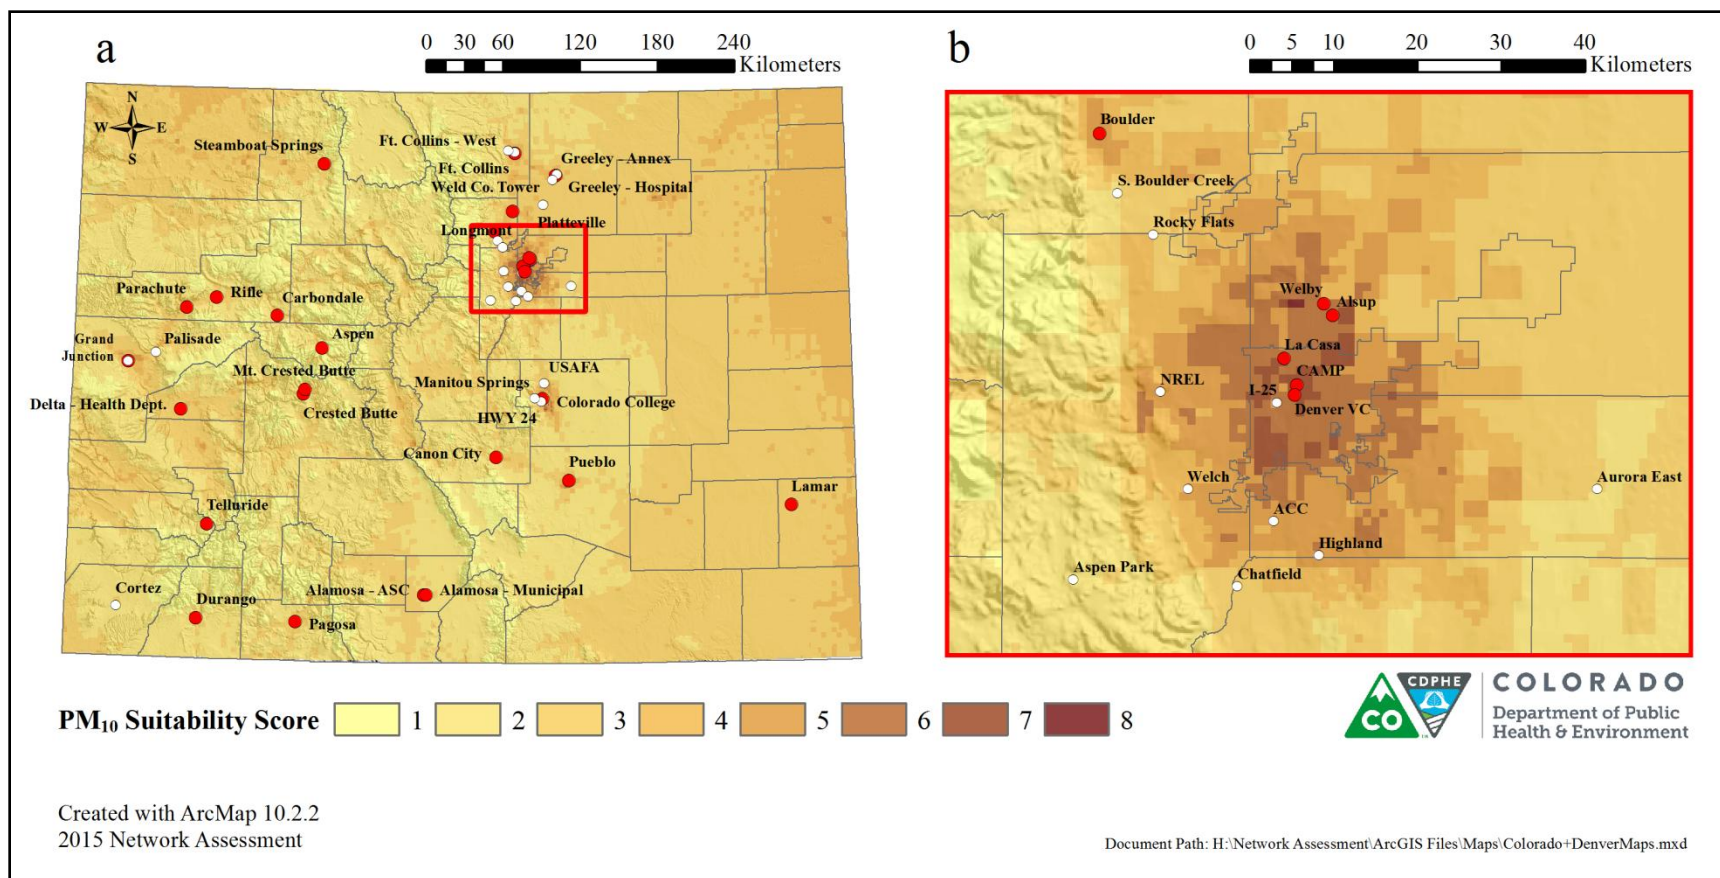 a
0 30 60 120 180 240
Kilometers
N
W E
S
Steamboat Springs
Ft. Collins - West
Ft. Collins
Greeley - Annex
Weld Co. Tower
Greeley - Hospital
Platteville
Longmont
Parachute
Rifle
Carbondale
Grand
Junction
Palisade
Aspen
Mt. Crested Butte
Crested Butte
Delta - Health Dept.
USAFA
Manitou Springs
Colorado College
HWY 24
Canon City
Pueblo
Lamar
Telluride
Cortez
Durango
Alamosa - ASC
Alamosa - Municipal
Pagosa
b
0 5 10 20 30 40
Kilometers
Boulder
S. Boulder Creek
Rocky Flats
Welby
Alsup
La Casa
CAMP
NREL
I-25
Denver VC
Welch
Aurora East
ACC
Highland
Aspen Park
Chatfield
PM₁₀ Suitability Score 1 2 3 4 5 6 7 8
CO
CDPHE
COLORADO
Department of Public
Health & Environment
Created with ArcMap 10.2.2
2015 Network Assessment
Document Path: H:\Network Assessment\ArcGIS Files\Maps\Colorado+DenverMaps.mxd